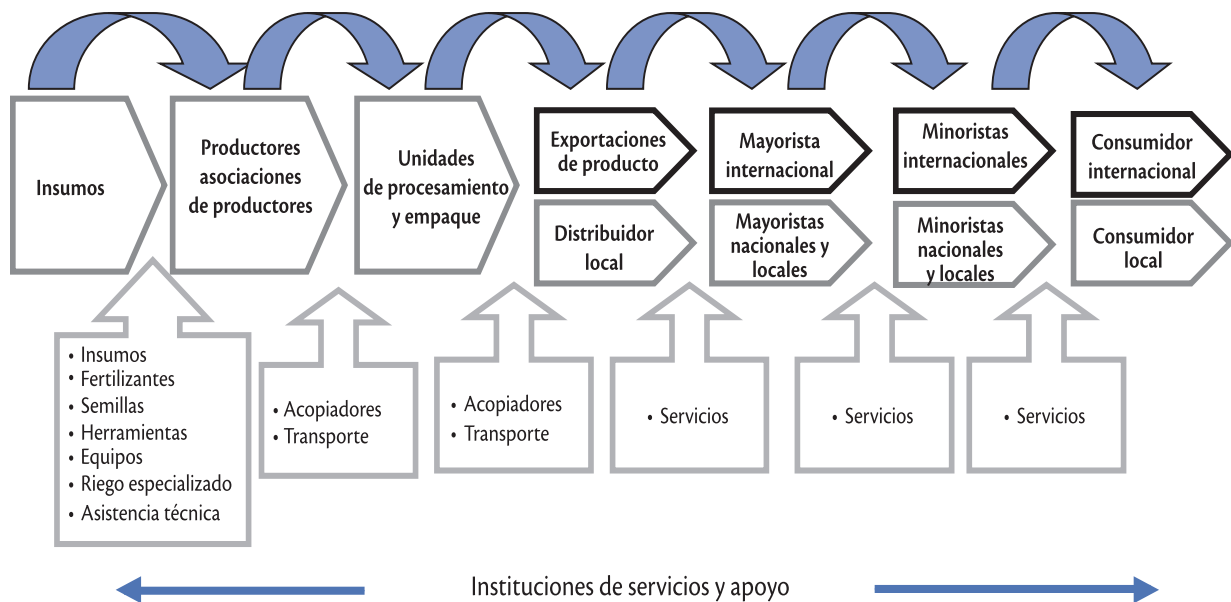 Insumos
Productores
asociaciones
de productores
Unidades
de procesamiento
y empaque
Exportaciones
de producto
Distribuidor
local
Mayorista
internacional
Mayoristas
nacionales y
locales
Minoristas
internacionales
Minoristas
nacionales
y locales
Consumidor
internacional
Consumidor
local
• Insumos
• Fertilizantes
• Semillas
• Herramientas
• Equipos
• Riego especializado
• Asistencia técnica
• Acopiadores
• Transporte
• Acopiadores
• Transporte
• Servicios
• Servicios
• Servicios
Instituciones de servicios y apoyo